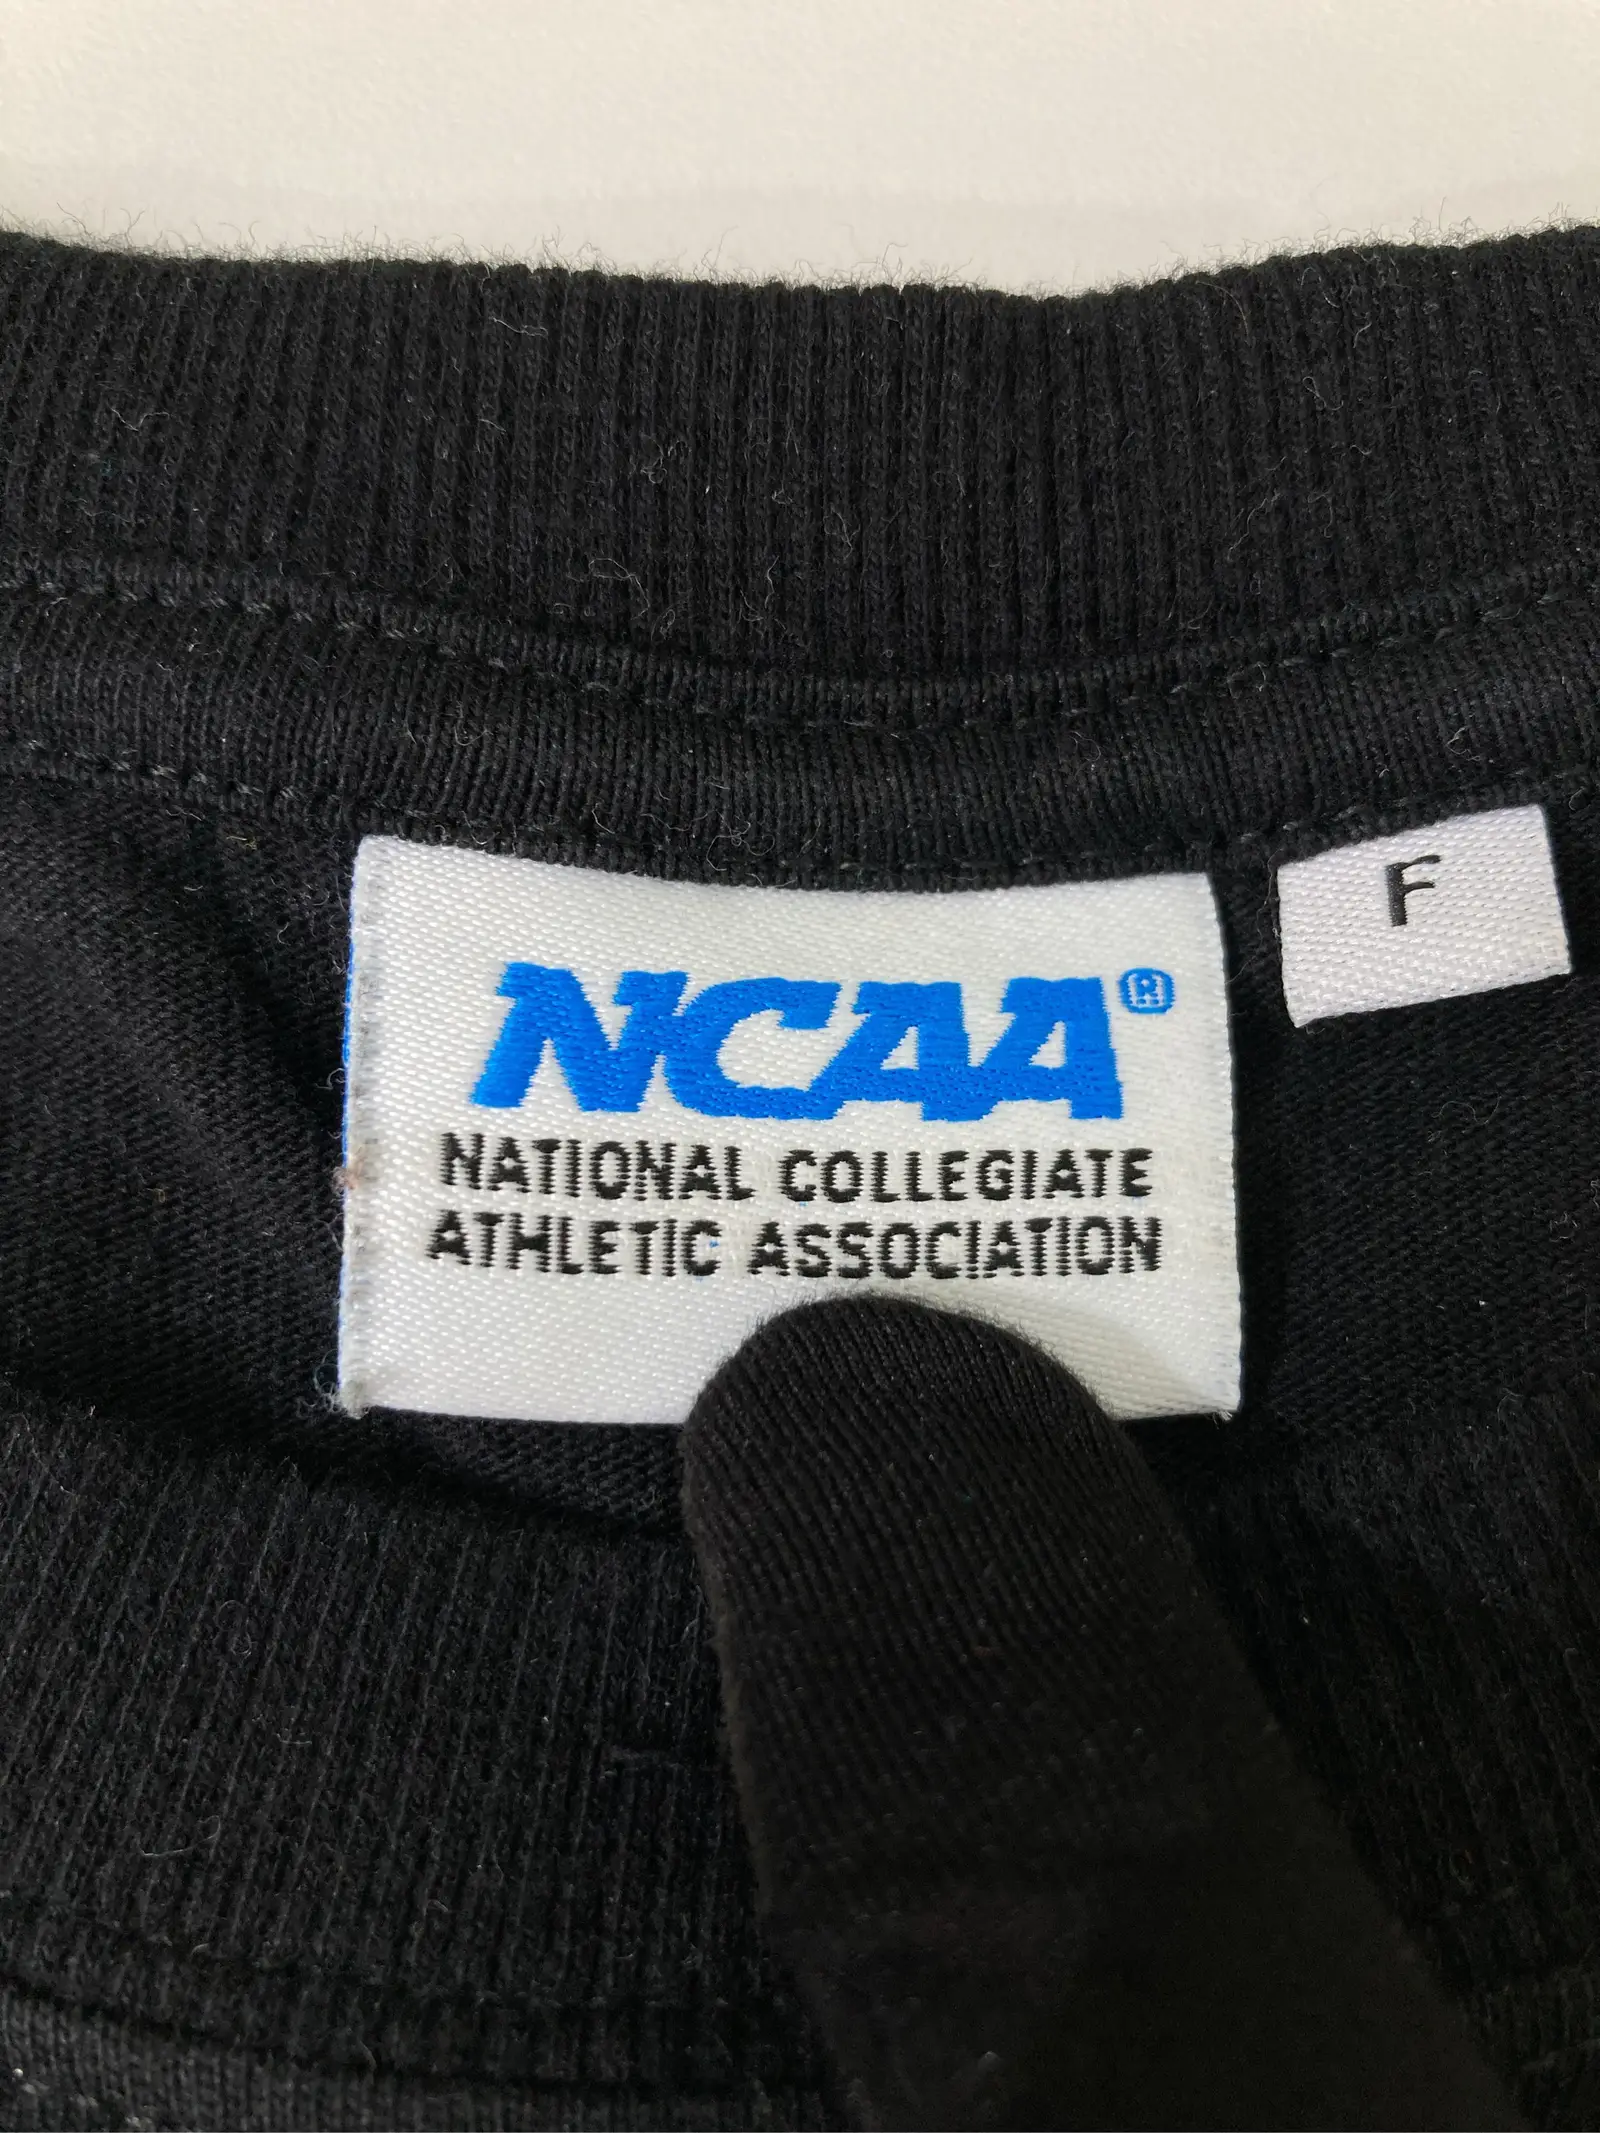 NCAA®
NATIONAL COLLEGIATE
ATHLETIC ASSOCIATION
F